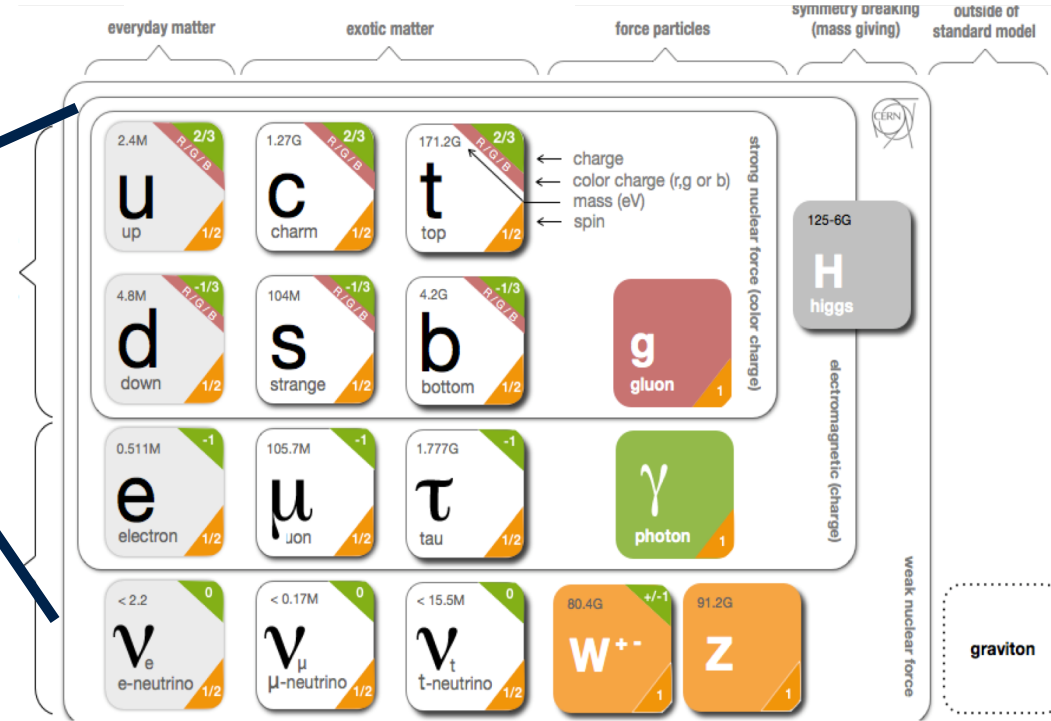 everyday matter
exotic matter
force particles
symmetry breaking
(mass giving)
outside of
standard model
CERN
2.4M
2/3
R/G/B
u
up
1/2
1.27G
2/3
R/G/B
c
charm
1/2
171.2G
2/3
R/G/B
t
top
1/2
charge
color charge (r,g or b)
mass (eV)
spin
strong nuclear force (color charge)
125-6G
H
higgs
4.8M
-1/3
R/G/B
d
down
1/2
104M
-1/3
R/G/B
s
strange
1/2
4.2G
-1/3
R/G/B
b
bottom
1/2
g
gluon
1
electromagnetic (charge)
0.511M
-1
e
electron
1/2
105.7M
-1
μ
uon
1/2
1.777G
-1
τ
tau
1/2
γ
photon
1
weak nuclear force
< 2.2
0
νe
e-neutrino
1/2
< 0.17M
0
νμ
μ-neutrino
1/2
< 15.5M
0
νt
t-neutrino
1/2
80.4G
+/-1
W+-
1
91.2G
Z
1
graviton